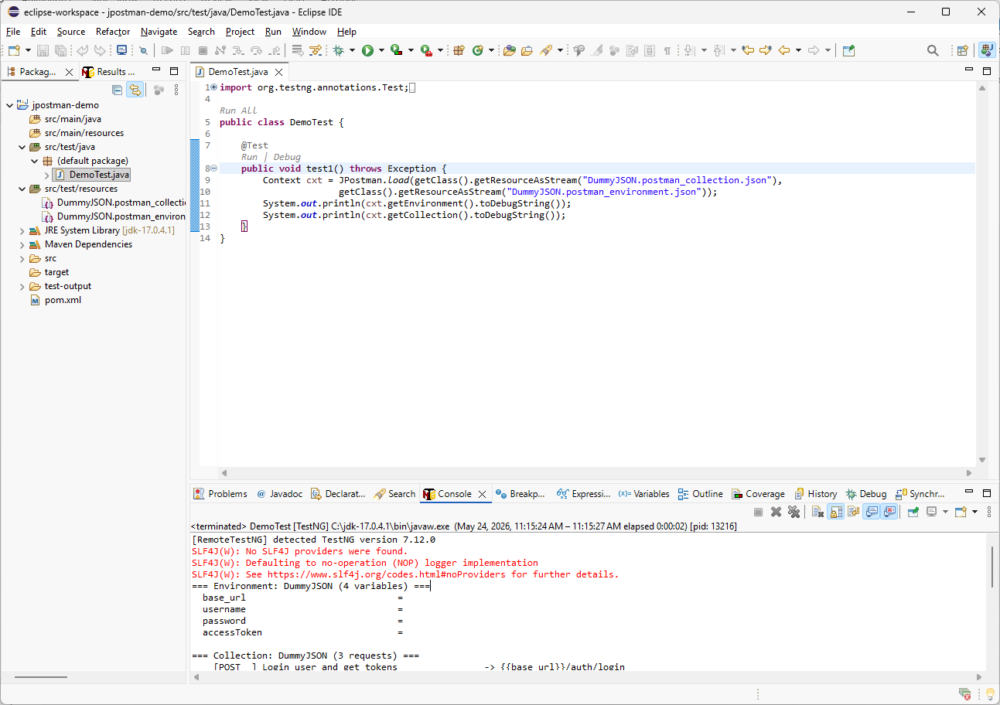 eclipse-workspace - jpostman-demo/src/test/java/DemoTest.java - Eclipse IDE
File Edit Source Refactor Navigate Search Project Run Window Help
Packag... Results ...
jpostman-demo
src/main/java
src/main/resources
src/test/java
(default package)
DemoTest.java
src/test/resources
DummyJSON.postman_collecti
DummyJSON.postman_environ
JRE System Library [jdk-17.0.4.1]
Maven Dependencies
src
target
test-output
pom.xml
DemoTest.java
1 import org.testng.annotations.Test;
4
Run All
5 public class DemoTest {
6
7 @Test
Run | Debug
8 public void test1() throws Exception {
9 Context cxt = JPostman.load(getClass().getResourceAsStream("DummyJSON.postman_collection.json"),
10 getClass().getResourceAsStream("DummyJSON.postman_environment.json"));
11 System.out.println(cxt.getEnvironment().toDebugString());
12 System.out.println(cxt.getCollection().toDebugString());
13 }
14 }
Problems @ Javadoc Declarat... Search Console Breakp... Expressi... (x)= Variables Outline Coverage History Debug Synchr...
<terminated> DemoTest [TestNG] C:\jdk-17.0.4.1\bin\javaw.exe (May 24, 2026, 11:15:24 AM – 11:15:27 AM elapsed 0:00:02) [pid: 13216]
[RemoteTestNG] detected TestNG version 7.12.0
SLF4J(W): No SLF4J providers were found.
SLF4J(W): Defaulting to no-operation (NOP) logger implementation
SLF4J(W): See https://www.slf4j.org/codes.html#noProviders for further details.
=== Environment: DummyJSON (4 variables) ===
base_url =
username =
password =
accessToken =
=== Collection: DummyJSON (3 requests) ===
[POST ] Login user and get tokens -> {{base_url}}/auth/login